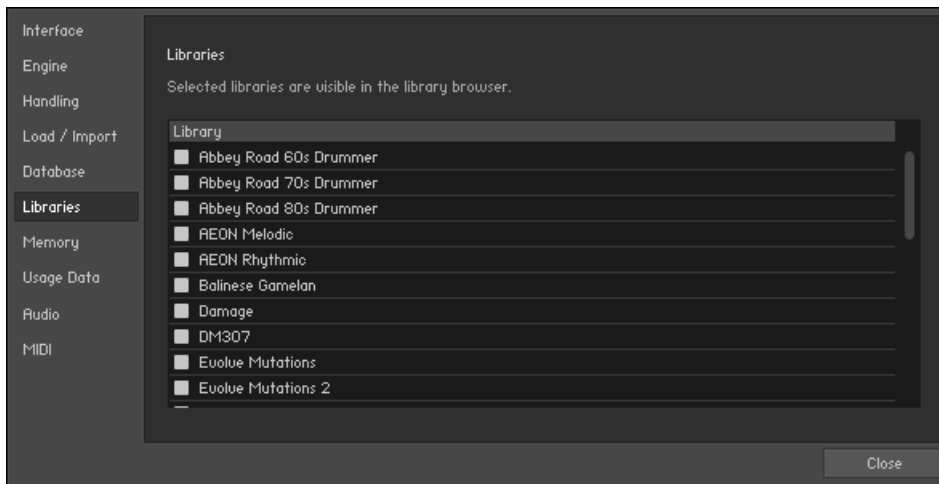 Interface
Engine
Handling
Load / Import
Database
Libraries
Memory
Usage Data
Audio
MIDI
Libraries
Selected libraries are visible in the library browser.
Library
Abbey Road 60s Drummer
Abbey Road 70s Drummer
Abbey Road 80s Drummer
AEON Melodic
AEON Rhythmic
Balinese Gamelan
Damage
DM307
Evolve Mutations
Evolve Mutations 2
Close